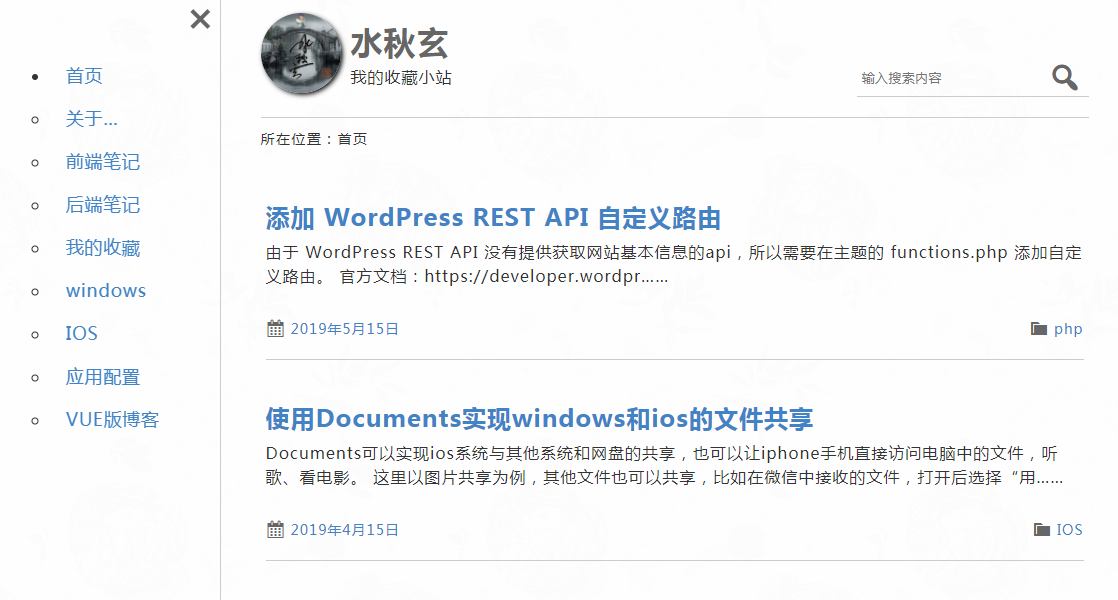 首页
关于...
前端笔记
后端笔记
我的收藏
windows
IOS
应用配置
VUE版博客
水秋玄
我的收藏小站
输入搜索内容
所在位置：首页
添加 WordPress REST API 自定义路由
由于 WordPress REST API 没有提供获取网站基本信息的api，所以需要在主题的 functions.php 添加自定
义路由。 官方文档：https://developer.wordpr……
2019年5月15日
php
使用Documents实现windows和ios的文件共享
Documents可以实现ios系统与其他系统和网盘的共享，也可以让iphone手机直接访问电脑中的文件，听
歌、看电影。 这里以图片共享为例，其他文件也可以共享，比如在微信中接收的文件，打开后选择“用……
2019年4月15日
IOS